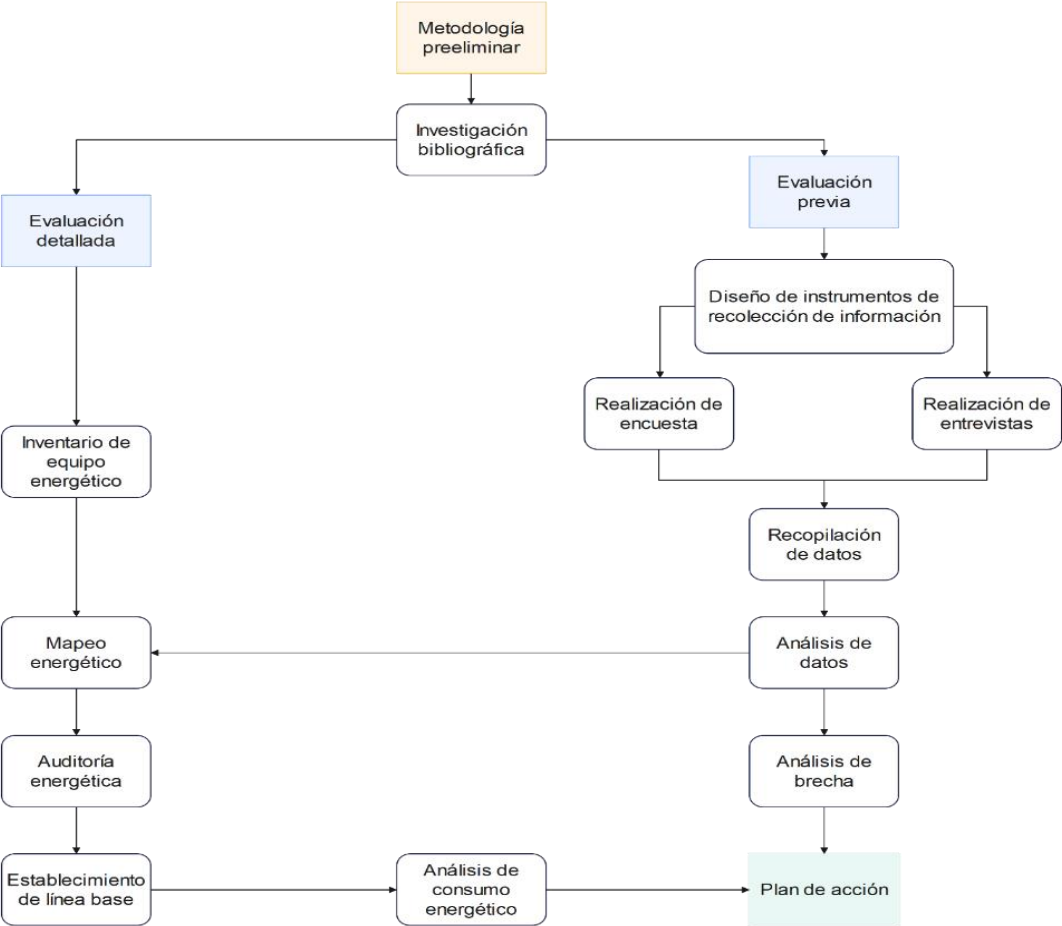 Metodología
preeliminar
Investigación
bibliográfica
Evaluación
previa
Evaluación
detallada
Diseño de instrumentos de
recolección de información
Realización de
encuesta
Realización de
entrevistas
Inventario de
equipo
energético
Recopilación
de datos
Mapeo
energético
Análisis de
datos
Auditoría
energética
Análisis de
brecha
Establecimiento
de línea base
Análisis de
consumo
energético
Plan de acción